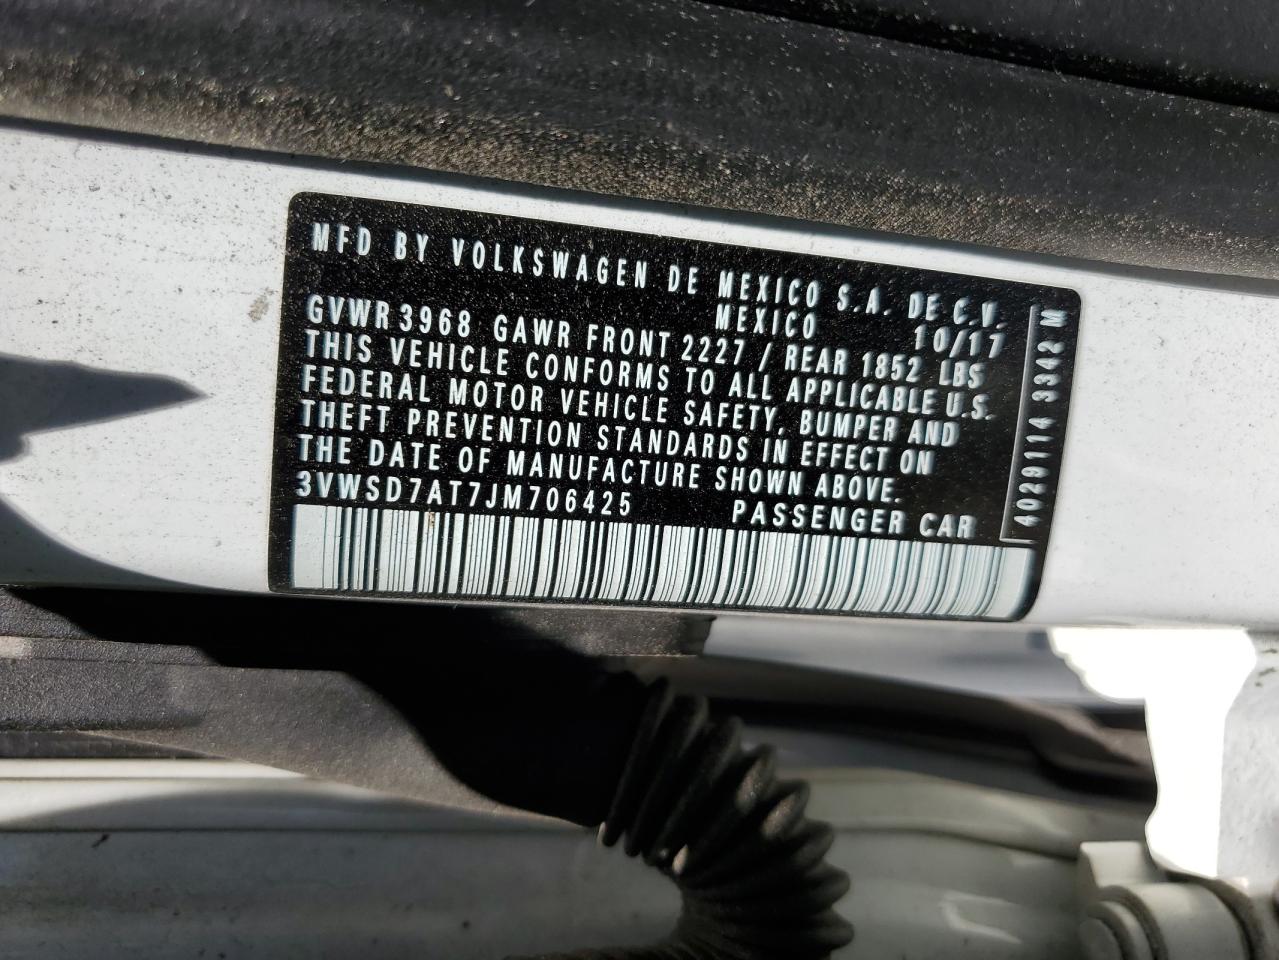 MFD BY VOLKSWAGEN DE MEXICO S.A. DE C.V.
MEXICO 10/17
GVWR 3968 GAWR FRONT 2227 / REAR 1852 LBS
THIS VEHICLE CONFORMS TO ALL APPLICABLE U.S.
FEDERAL MOTOR VEHICLE SAFETY, BUMPER AND
THEFT PREVENTION STANDARDS IN EFFECT ON
THE DATE OF MANUFACTURE SHOWN ABOVE.
3VWSD7AT7JM706425 PASSENGER CAR
4029114 3342 M